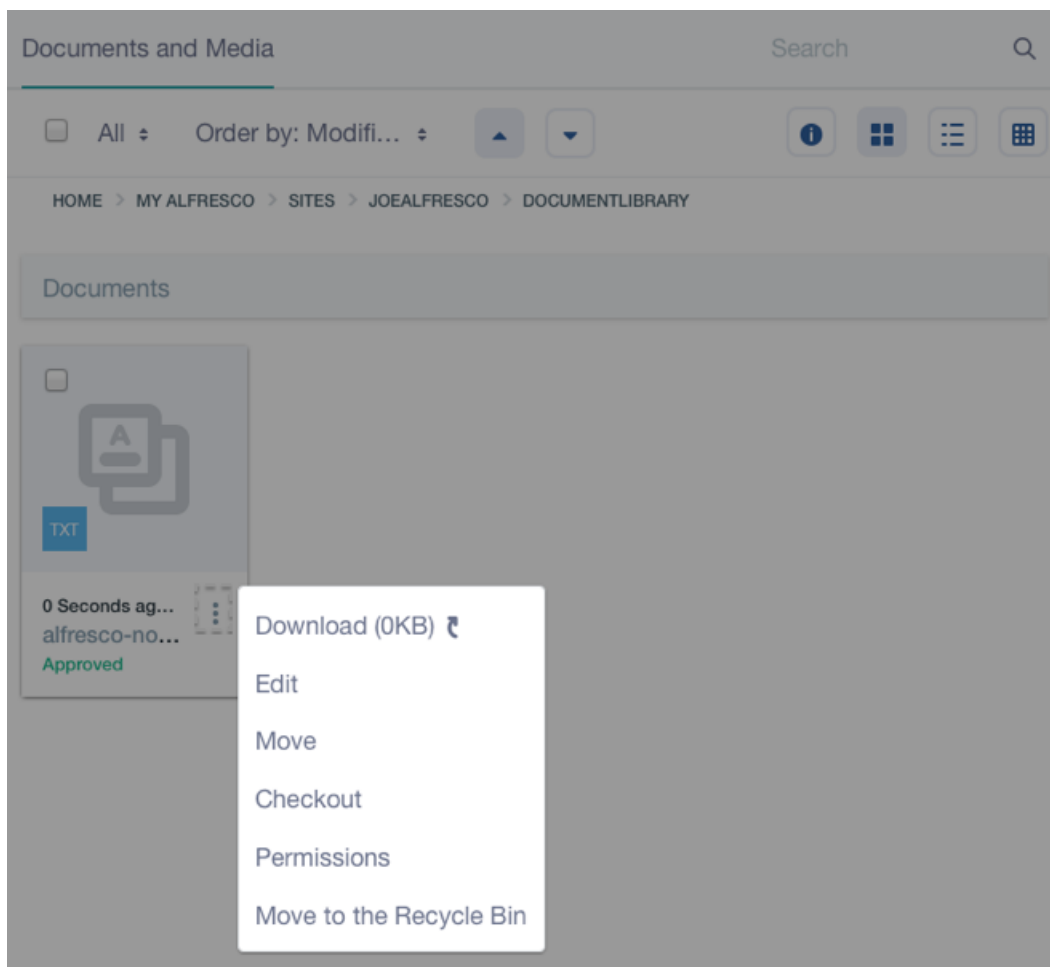 Documents and Media Search
All Order by: Modifi...
HOME > MY ALFRESCO > SITES > JOEALFRESCO > DOCUMENTLIBRARY
Documents
A
TXT
0 Seconds ag...
alfresco-no...
Approved
Download (0KB)
Edit
Move
Checkout
Permissions
Move to the Recycle Bin